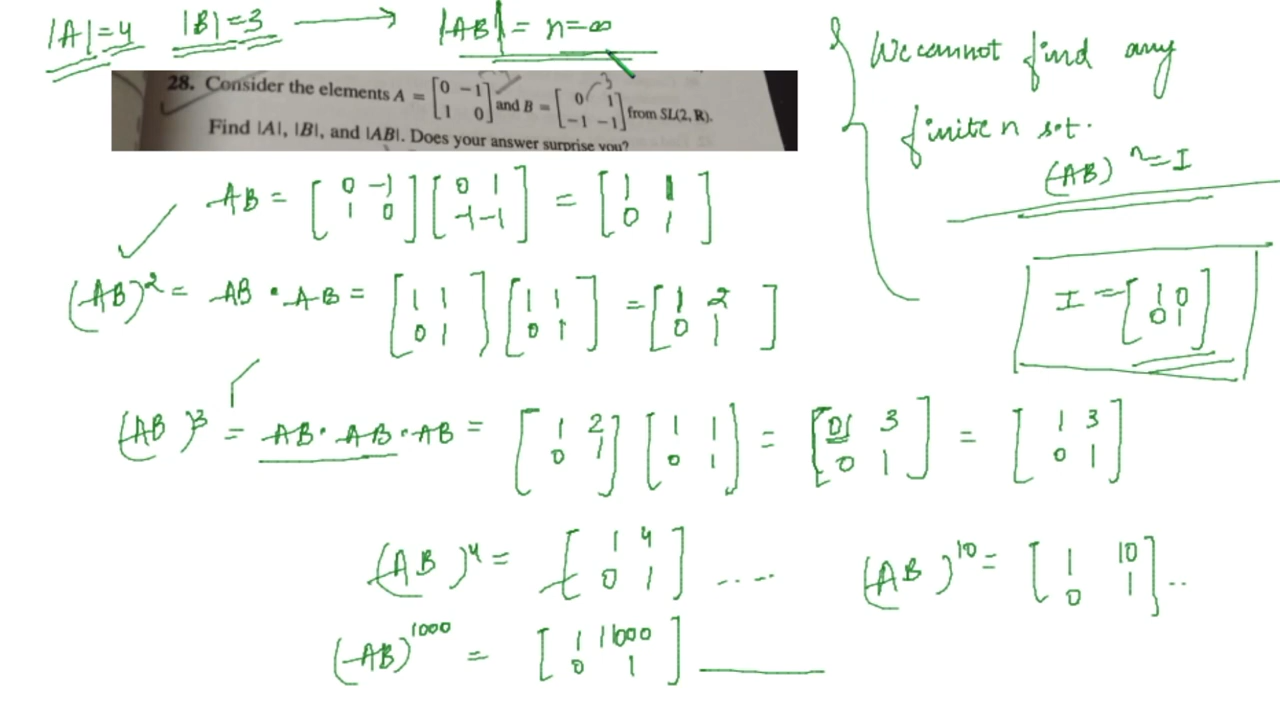 |A|=4 |B|=3 → |AB| = n=∞
28. Consider the elements A = [0 −1; 1 0] and B = [0 1; −1 −1] from SL(2, R).
Find |A|, |B|, and |AB|. Does your answer surprise you?
AB = [0 −1; 1 0] [0 1; −1 −1] = [1 1; 0 1]
(AB)² = AB · AB = [1 1; 0 1] [1 1; 0 1] = [1 2; 0 1]
(AB)³ = AB · AB · AB = [1 2; 0 1] [1 1; 0 1] = [01 3; 0 1] = [1 3; 0 1]
(AB)⁴ = [1 4; 0 1] ..... (AB)¹⁰ = [1 10; 0 1] ..
(AB)¹⁰⁰⁰ = [1 1000; 0 1]
We cannot find any
finite n s.t.
(AB)ⁿ = I
I = [1 0; 0 1]